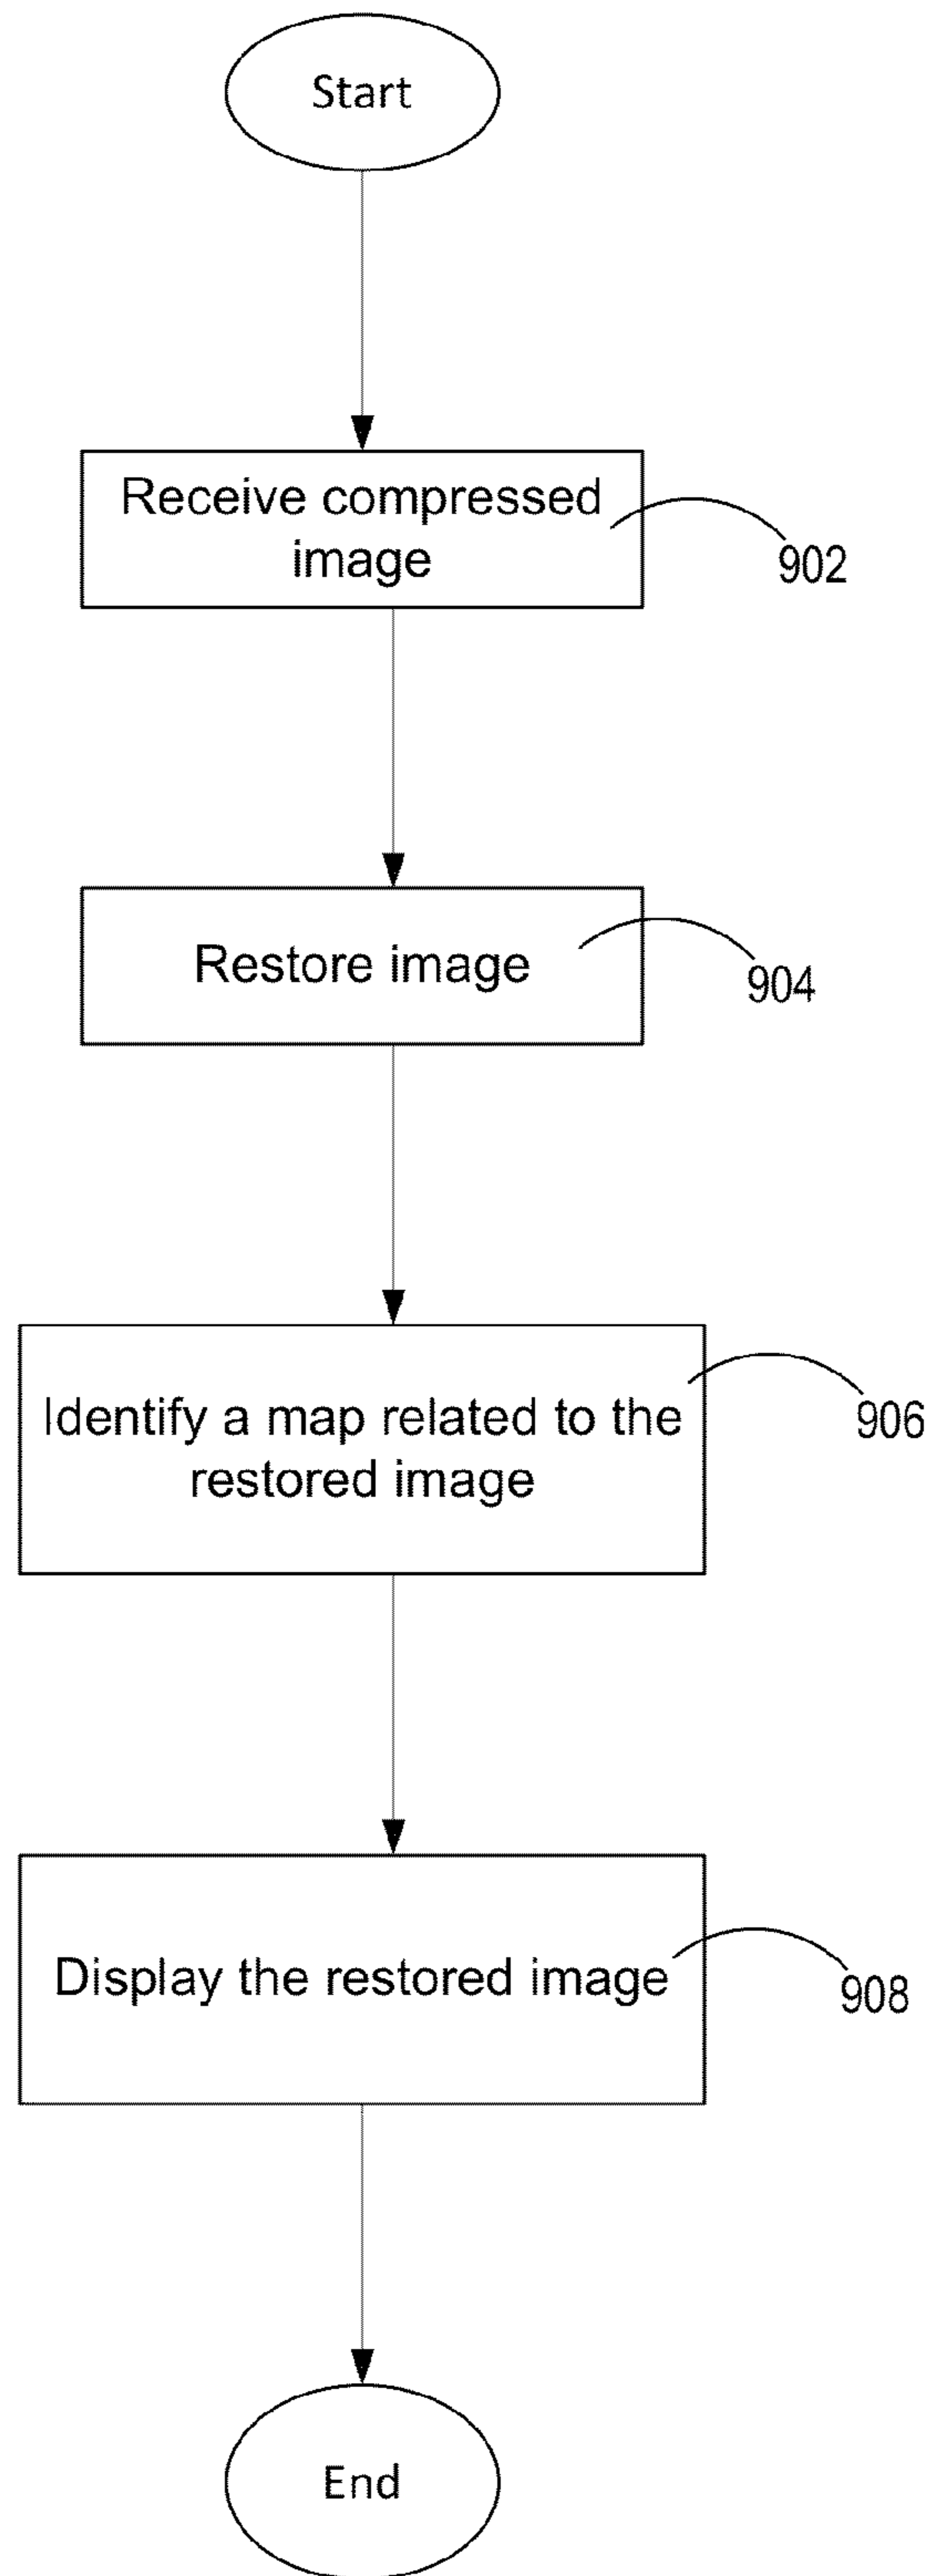 Start
Receive compressed
image
902
Restore image
904
Identify a map related to the
restored image
906
Display the restored image
908
End